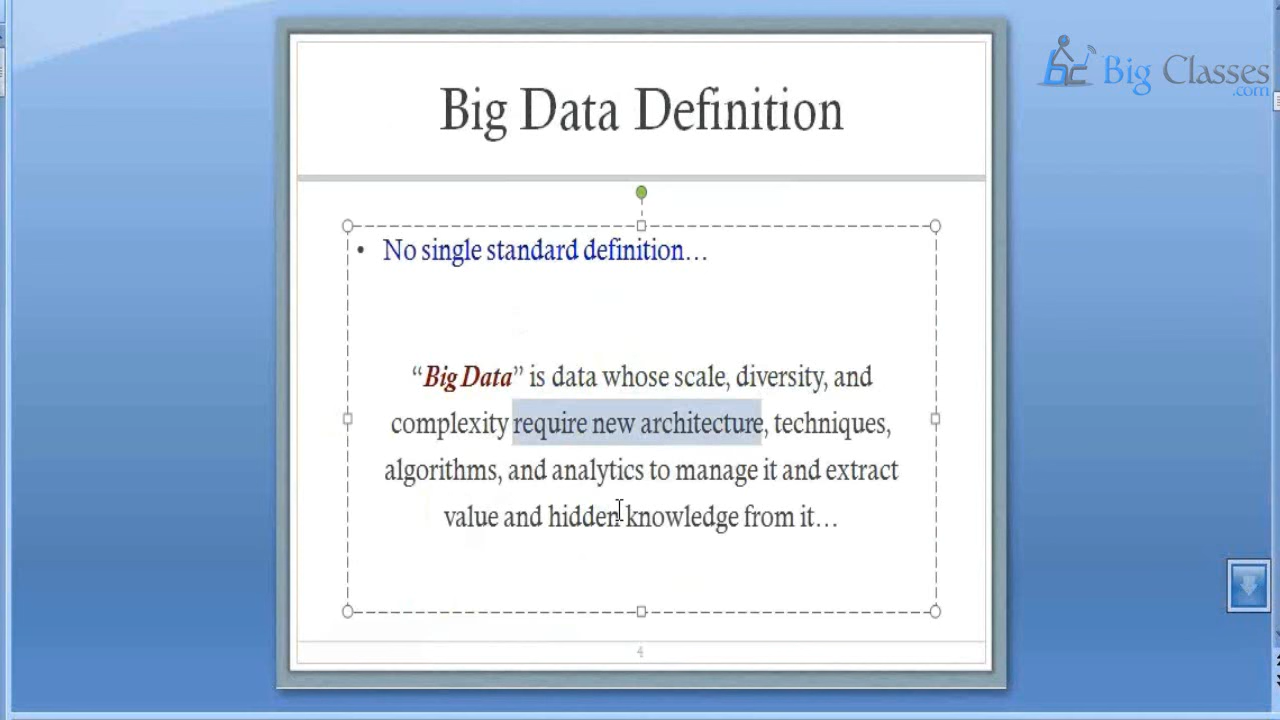 Big Classes
.com
Big Data Definition
• No single standard definition…
“Big Data” is data whose scale, diversity, and
complexity require new architecture, techniques,
algorithms, and analytics to manage it and extract
value and hidden knowledge from it…
4